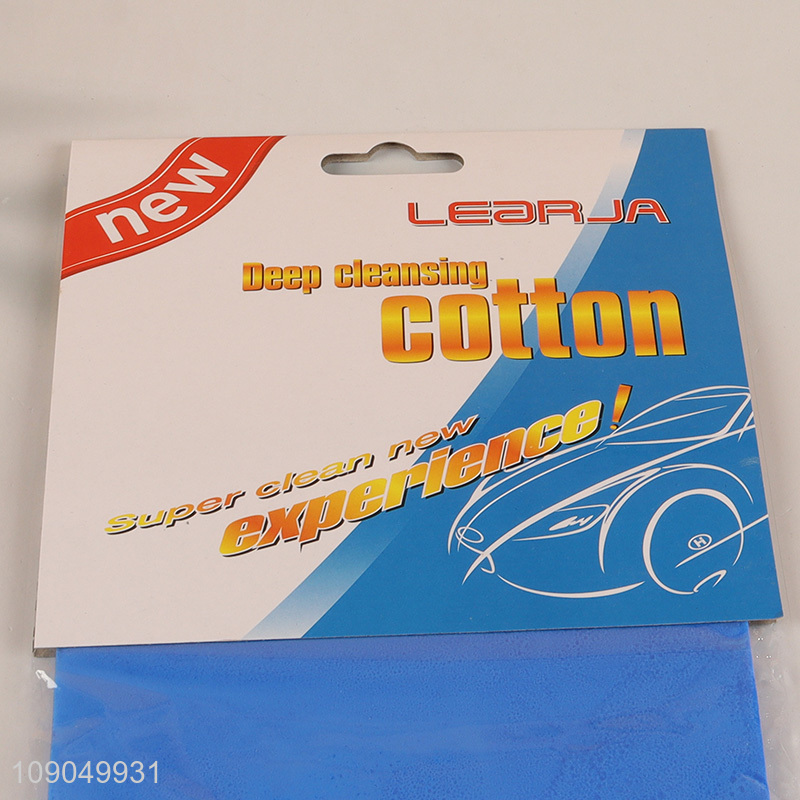 new
LEARJA
Deep cleansing
cotton
Super clean new
experience!
H
109049931